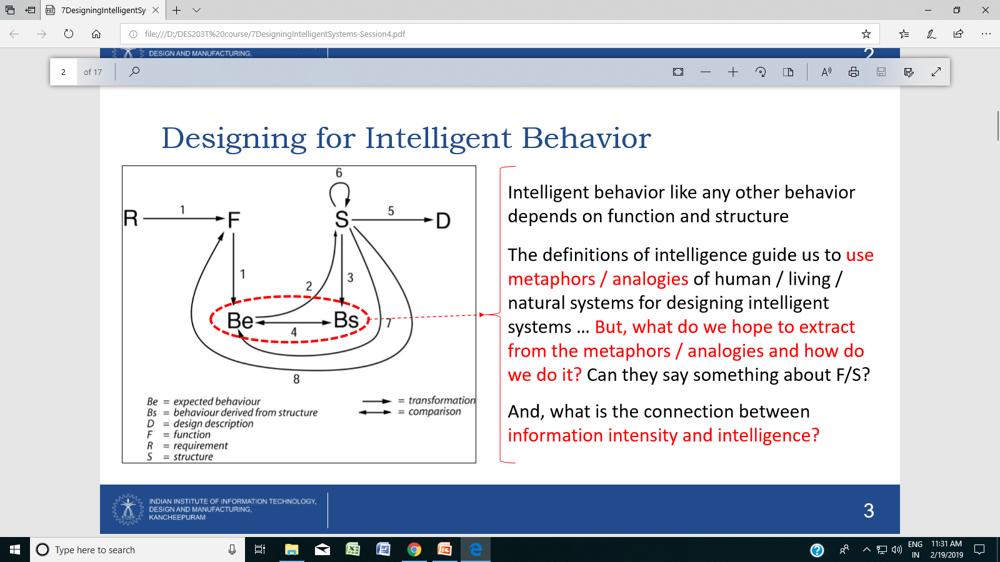 7DesigningIntelligentSy
file:///D:/DES203T%20course/7DesigningIntelligentSystems-Session4.pdf
DESIGN AND MANUFACTURING,
2
2 of 17
Designing for Intelligent Behavior
6
R 1 F S 5 D
1 2 3
Be 4 Bs 7
8
Be = expected behaviour
Bs = behaviour derived from structure
D = design description
F = function
R = requirement
S = structure
= transformation
= comparison
Intelligent behavior like any other behavior
depends on function and structure
The definitions of intelligence guide us to use
metaphors / analogies of human / living /
natural systems for designing intelligent
systems ... But, what do we hope to extract
from the metaphors / analogies and how do
we do it? Can they say something about F/S?
And, what is the connection between
information intensity and intelligence?
INDIAN INSTITUTE OF INFORMATION TECHNOLOGY,
DESIGN AND MANUFACTURING,
KANCHEEPURAM
3
Type here to search
ENG
IN
11:31 AM
2/19/2019